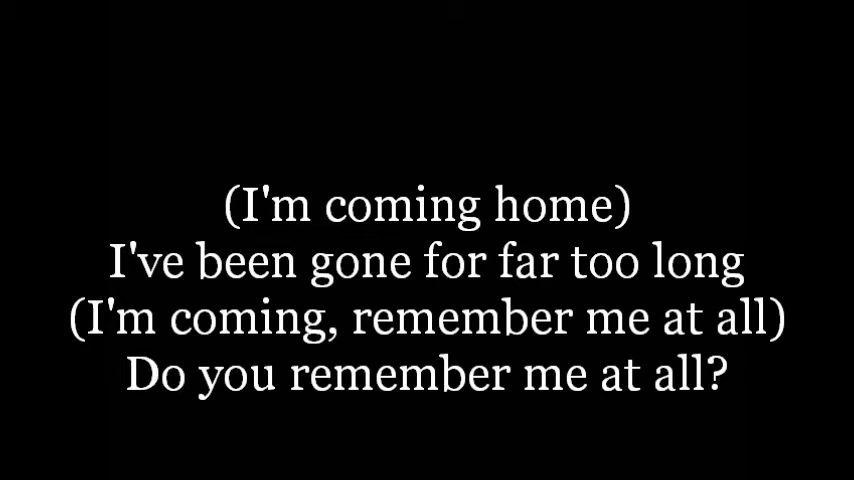 (I'm coming home)
I've been gone for far too long
(I'm coming, remember me at all)
Do you remember me at all?